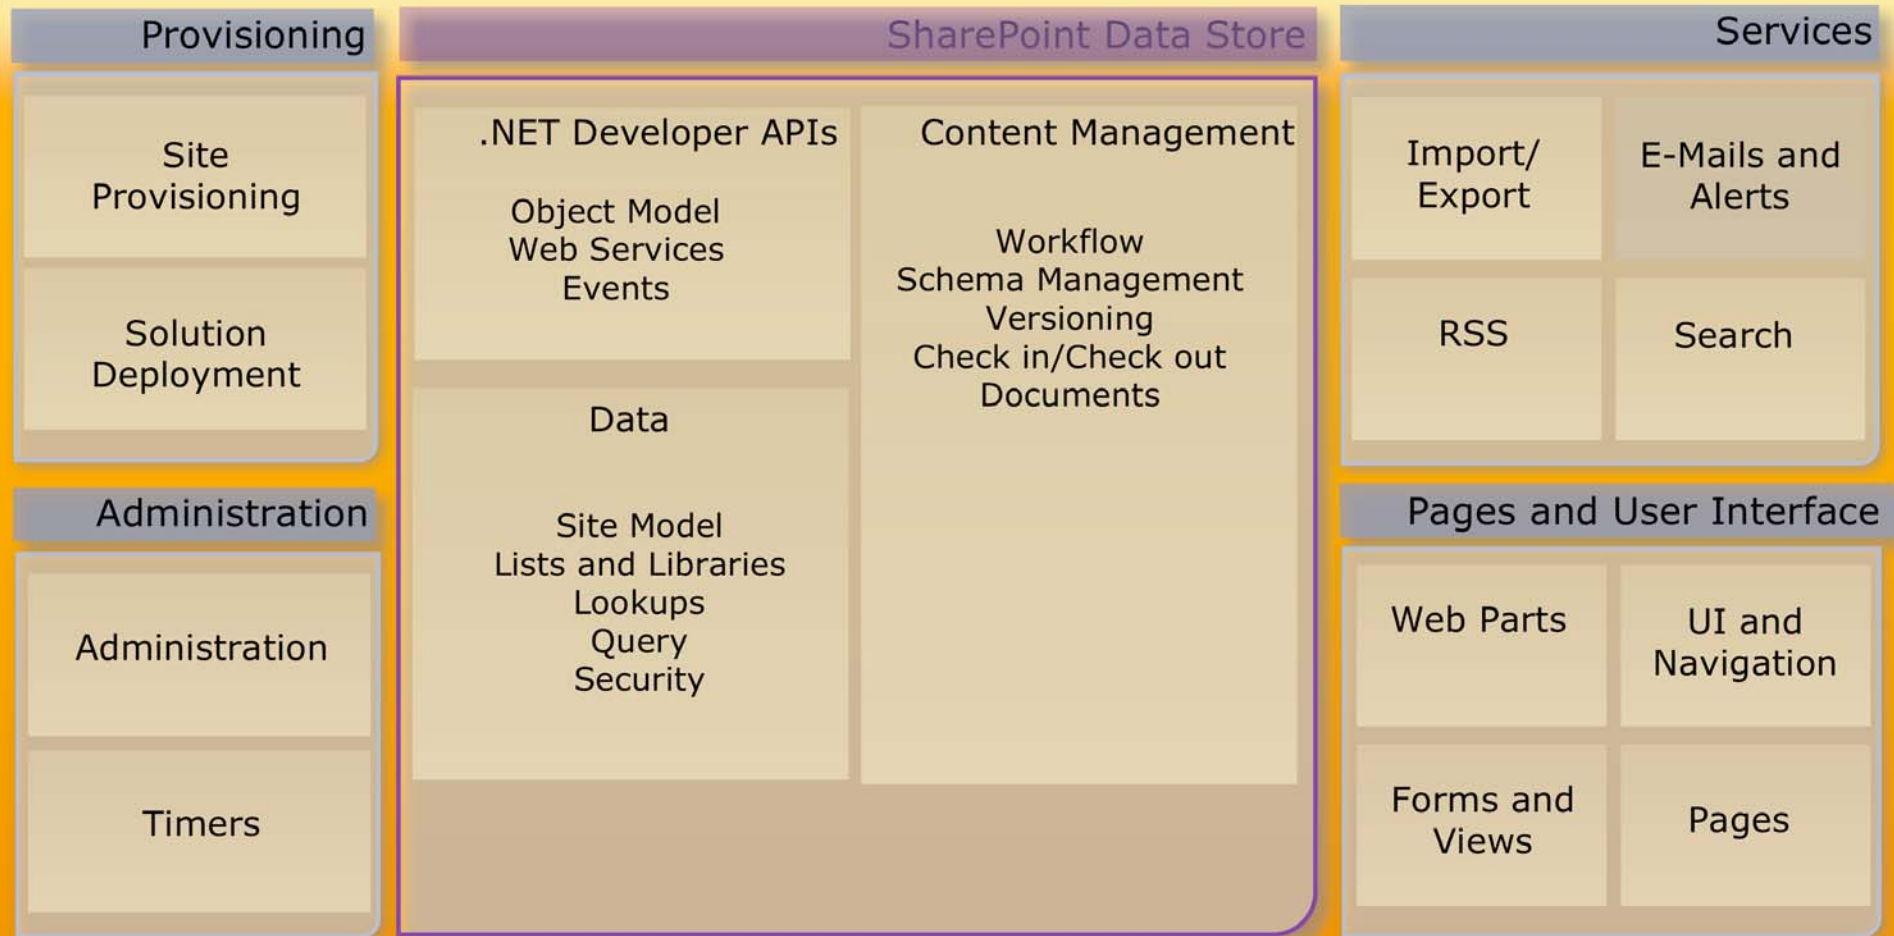 Provisioning
Site
Provisioning
Solution
Deployment
Administration
Administration
Timers
SharePoint Data Store
.NET Developer APIs
Object Model
Web Services
Events
Data
Site Model
Lists and Libraries
Lookups
Query
Security
Content Management
Workflow
Schema Management
Versioning
Check in/Check out
Documents
Services
Import/
Export
E-Mails and
Alerts
RSS
Search
Pages and User Interface
Web Parts
UI and
Navigation
Forms and
Views
Pages